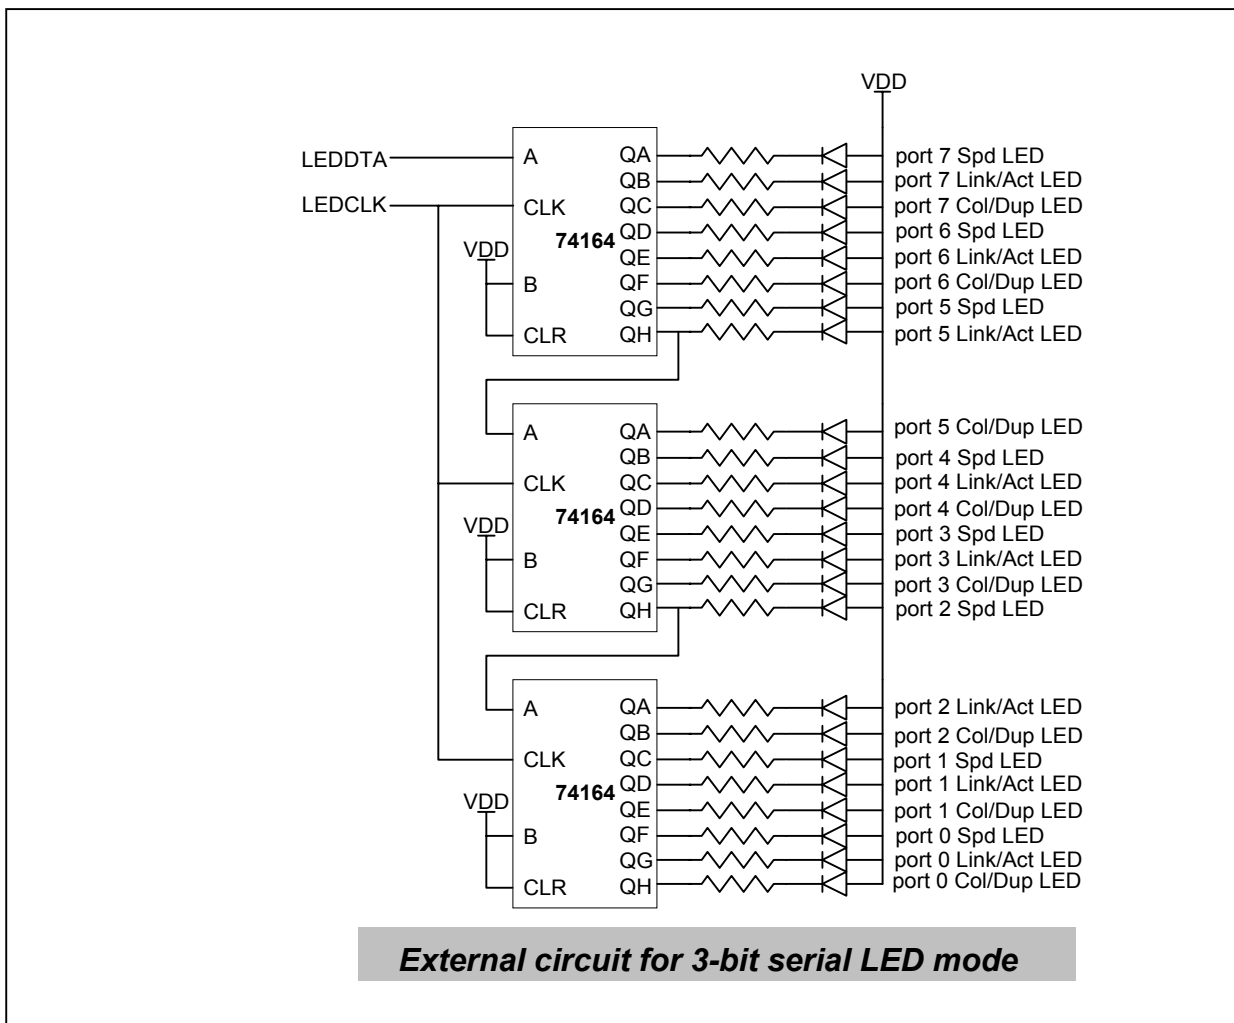 VDD
LEDDTA A QA port 7 Spd LED
QB port 7 Link/Act LED
LEDCLK CLK QC port 7 Col/Dup LED
74164 QD port 6 Spd LED
VDD QE port 6 Link/Act LED
B QF port 6 Col/Dup LED
QG port 5 Spd LED
CLR QH port 5 Link/Act LED
A QA port 5 Col/Dup LED
QB port 4 Spd LED
CLK QC port 4 Link/Act LED
74164 QD port 4 Col/Dup LED
VDD QE port 3 Spd LED
B QF port 3 Link/Act LED
QG port 3 Col/Dup LED
CLR QH port 2 Spd LED
A QA port 2 Link/Act LED
QB port 2 Col/Dup LED
CLK QC port 1 Spd LED
74164 QD port 1 Link/Act LED
VDD QE port 1 Col/Dup LED
B QF port 0 Spd LED
QG port 0 Link/Act LED
CLR QH port 0 Col/Dup LED
External circuit for 3-bit serial LED mode